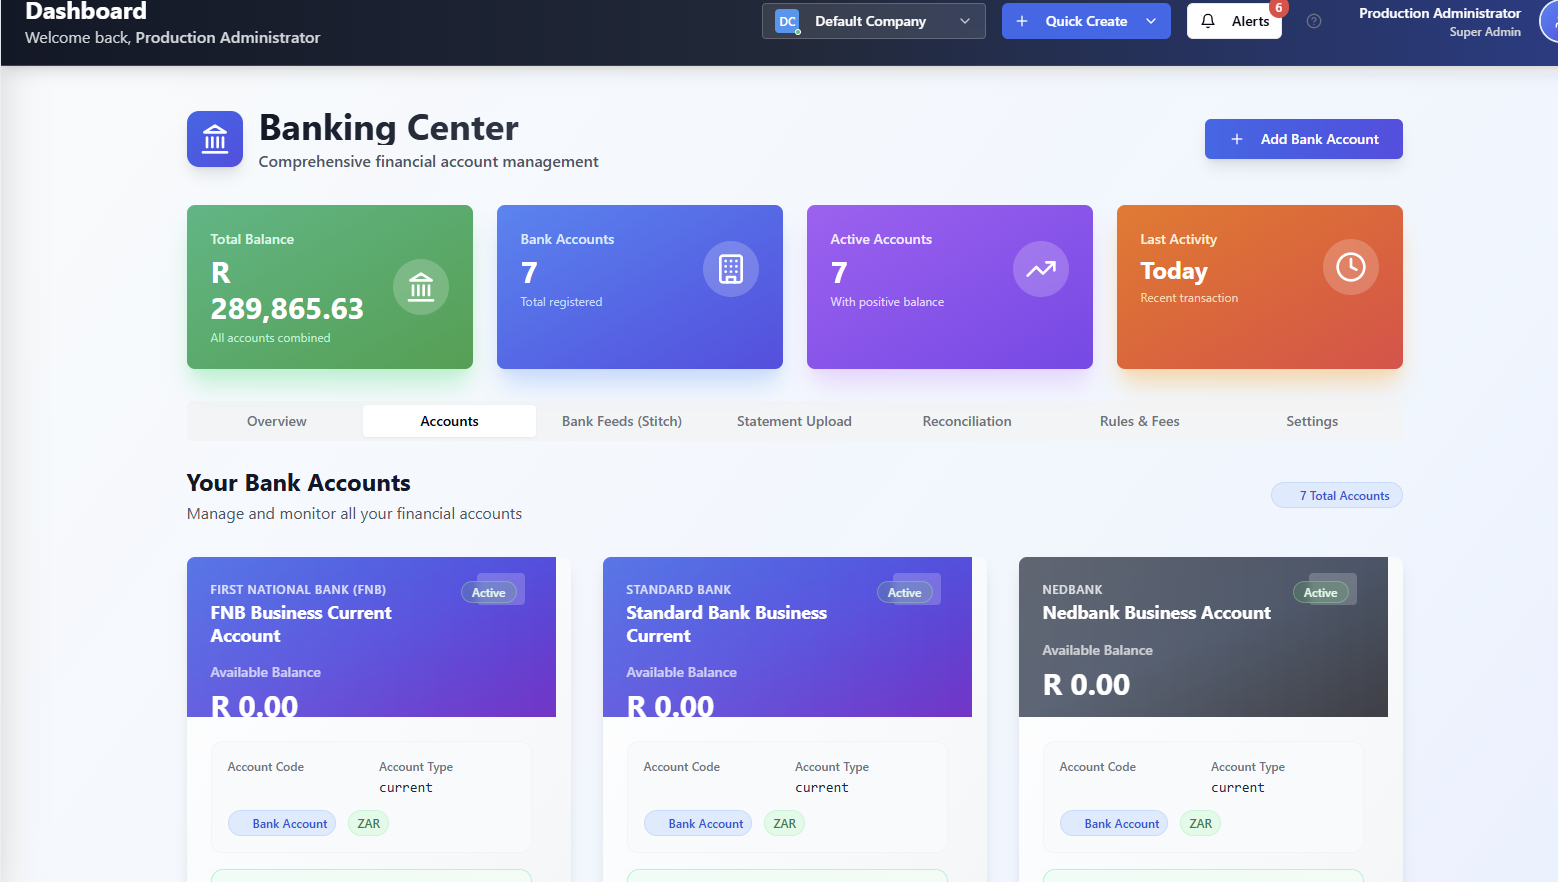 Dashboard
Welcome back, Production Administrator
DC
Default Company
Quick Create
Alerts
6
Production Administrator
Super Admin
Banking Center
Comprehensive financial account management
Add Bank Account
Total Balance
R
289,865.63
All accounts combined
Bank Accounts
7
Total registered
Active Accounts
7
With positive balance
Last Activity
Today
Recent transaction
Overview
Accounts
Bank Feeds (Stitch)
Statement Upload
Reconciliation
Rules & Fees
Settings
Your Bank Accounts
Manage and monitor all your financial accounts
7 Total Accounts
FIRST NATIONAL BANK (FNB)
Active
FNB Business Current
Account
Available Balance
R 0.00
Account Code
Account Type
current
Bank Account
ZAR
STANDARD BANK
Active
Standard Bank Business
Current
Available Balance
R 0.00
Account Code
Account Type
current
Bank Account
ZAR
NEDBANK
Active
Nedbank Business Account
Available Balance
R 0.00
Account Code
Account Type
current
Bank Account
ZAR